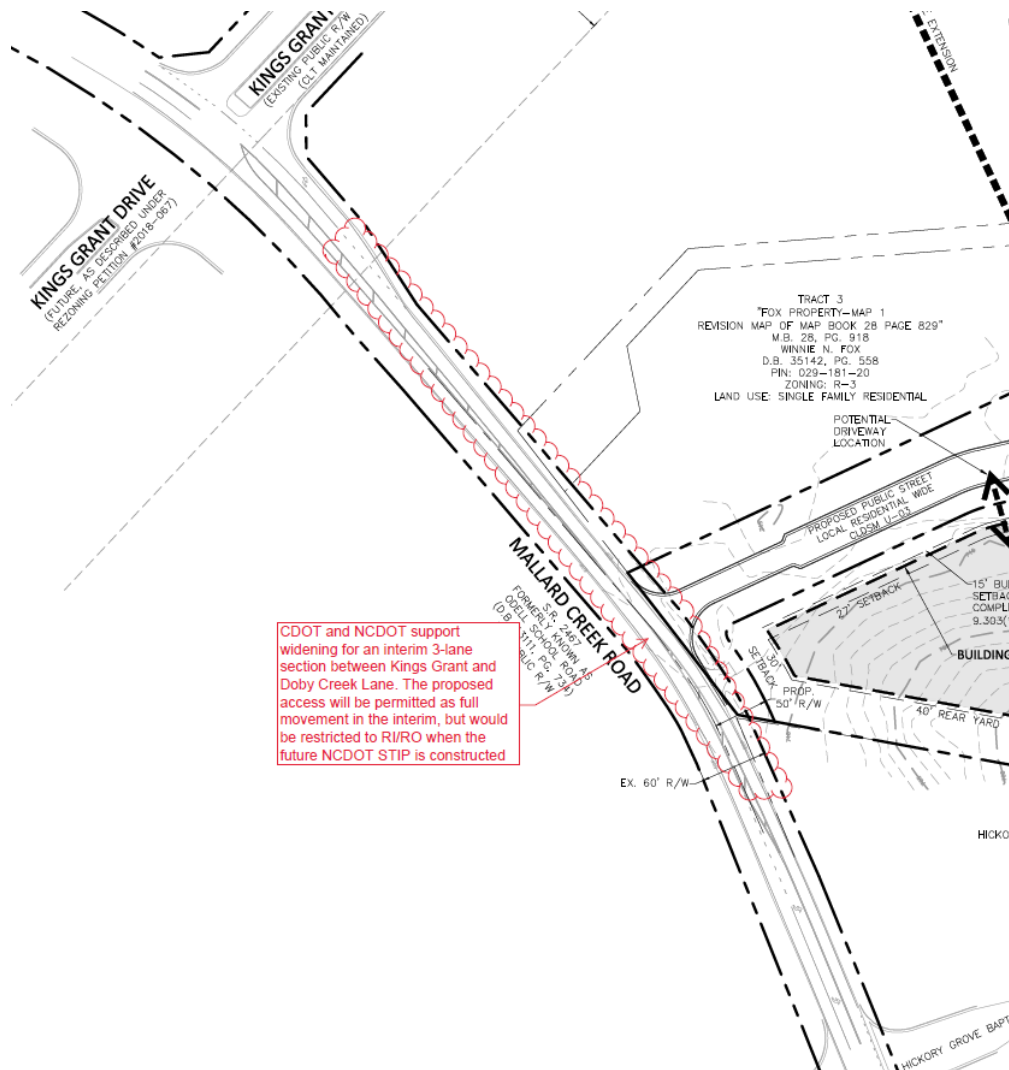 KINGS GRANT
(EXISTING PUBLIC R/W
(CLT MAINTAINED)
EXTENSION
KINGS GRANT DRIVE
(FUTURE, AS DESCRIBED UNDER
REZONING PETITION #2018-067)
TRACT 3
"FOX PROPERTY-MAP 1
REVISION MAP OF MAP BOOK 28 PAGE 829"
M.B. 28, PG. 918
WINNIE N. FOX
D.B. 35142, PG. 558
PIN: 029-181-20
ZONING: R-3
LAND USE: SINGLE FAMILY RESIDENTIAL
POTENTIAL
DRIVEWAY
LOCATION
PROPOSED PUBLIC STREET
LOCAL RESIDENTIAL WIDE
CLDSM U-03
15' BUI
SETBAC
COMPLI
9.303(
27' SETBACK
BUILDING
30'
SETBACK
PROP.
50' R/W
40' REAR YARD
MALLARD CREEK ROAD
S.R. 2467
FORMERLY KNOWN AS
ODELL SCHOOL ROAD
(D.B. 3111, PG. 734)
PUBLIC R/W)
CDOT and NCDOT support
widening for an interim 3-lane
section between Kings Grant and
Doby Creek Lane. The proposed
access will be permitted as full
movement in the interim, but would
be restricted to RI/RO when the
future NCDOT STIP is constructed
EX. 60' R/W
HICKO
HICKORY GROVE BAPT